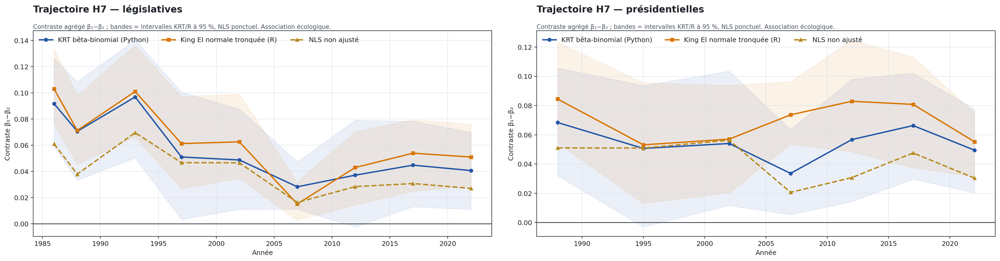 Trajectoire H7 — législatives
Contraste agrégé β₁−β₂ ; bandes = intervalles KRT/R à 95 %, NLS ponctuel. Association écologique.
KRT bêta-binomial (Python)
King EI normale tronquée (R)
NLS non ajusté
0.14
0.12
0.10
0.08
0.06
0.04
0.02
0.00
Contraste β₁−β₂
1985
1990
1995
2000
2005
2010
2015
2020
Année
Trajectoire H7 — présidentielles
Contraste agrégé β₁−β₂ ; bandes = intervalles KRT/R à 95 %, NLS ponctuel. Association écologique.
KRT bêta-binomial (Python)
King EI normale tronquée (R)
NLS non ajusté
0.12
0.10
0.08
0.06
0.04
0.02
0.00
Contraste β₁−β₂
1990
1995
2000
2005
2010
2015
2020
Année